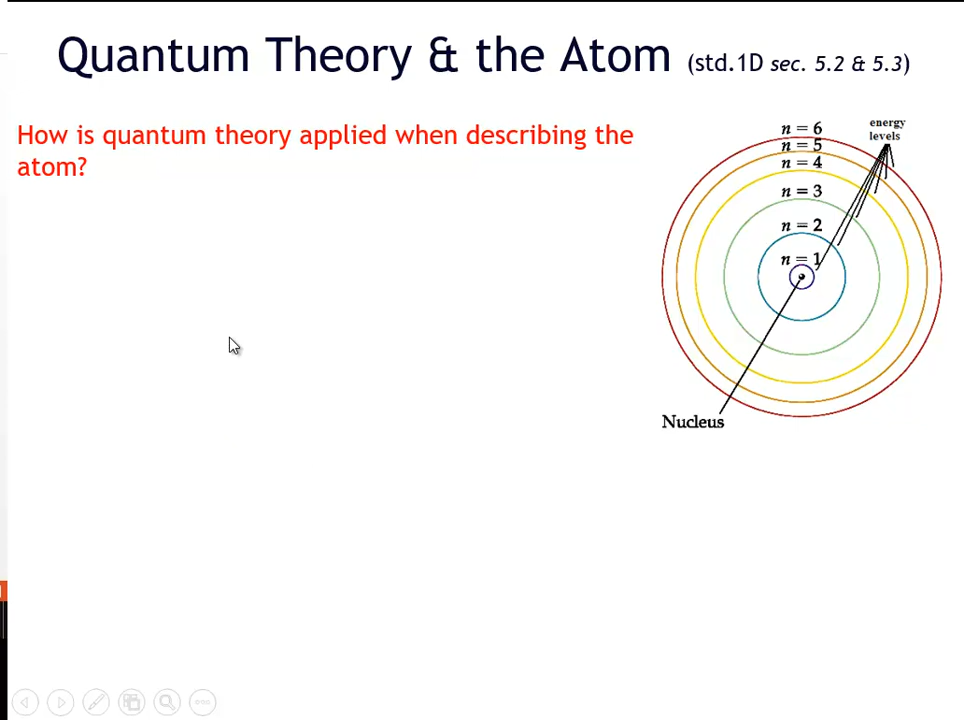 Quantum Theory & the Atom (std.1D sec. 5.2 & 5.3)
How is quantum theory applied when describing the
atom?
energy
levels
n = 6
n = 5
n = 4
n = 3
n = 2
n = 1
Nucleus